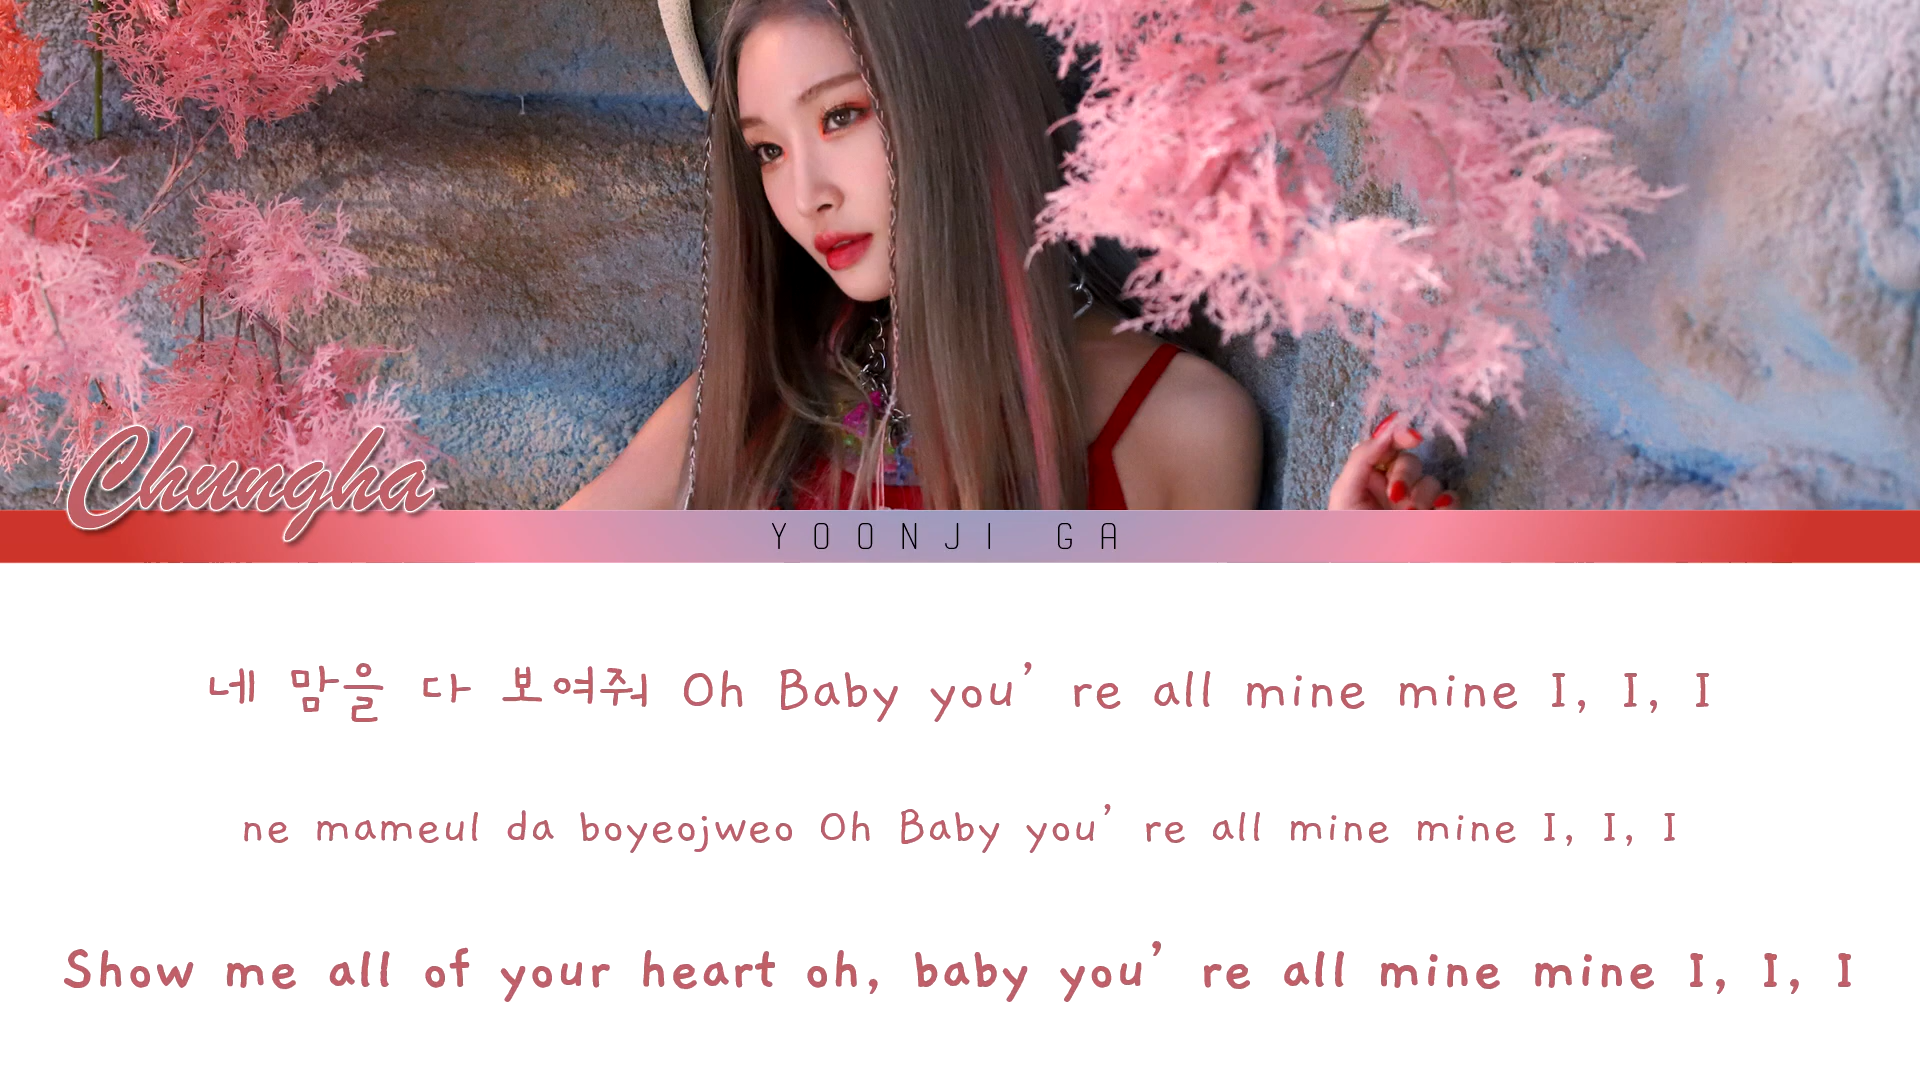 Chungha
YOONJI GA
네 맘을 다 보여줘 Oh Baby you’ re all mine mine I, I, I
ne mameul da boyeojweo Oh Baby you’ re all mine mine I, I, I
Show me all of your heart oh, baby you’ re all mine mine I, I, I